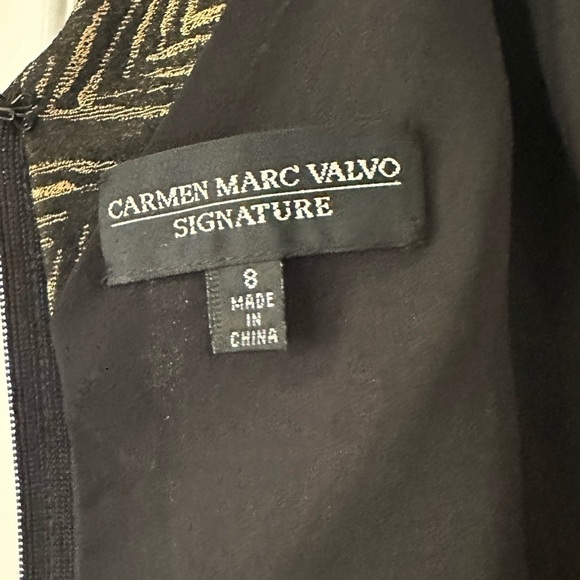 CARMEN MARC VALVO
SIGNATURE
8
MADE
IN
CHINA